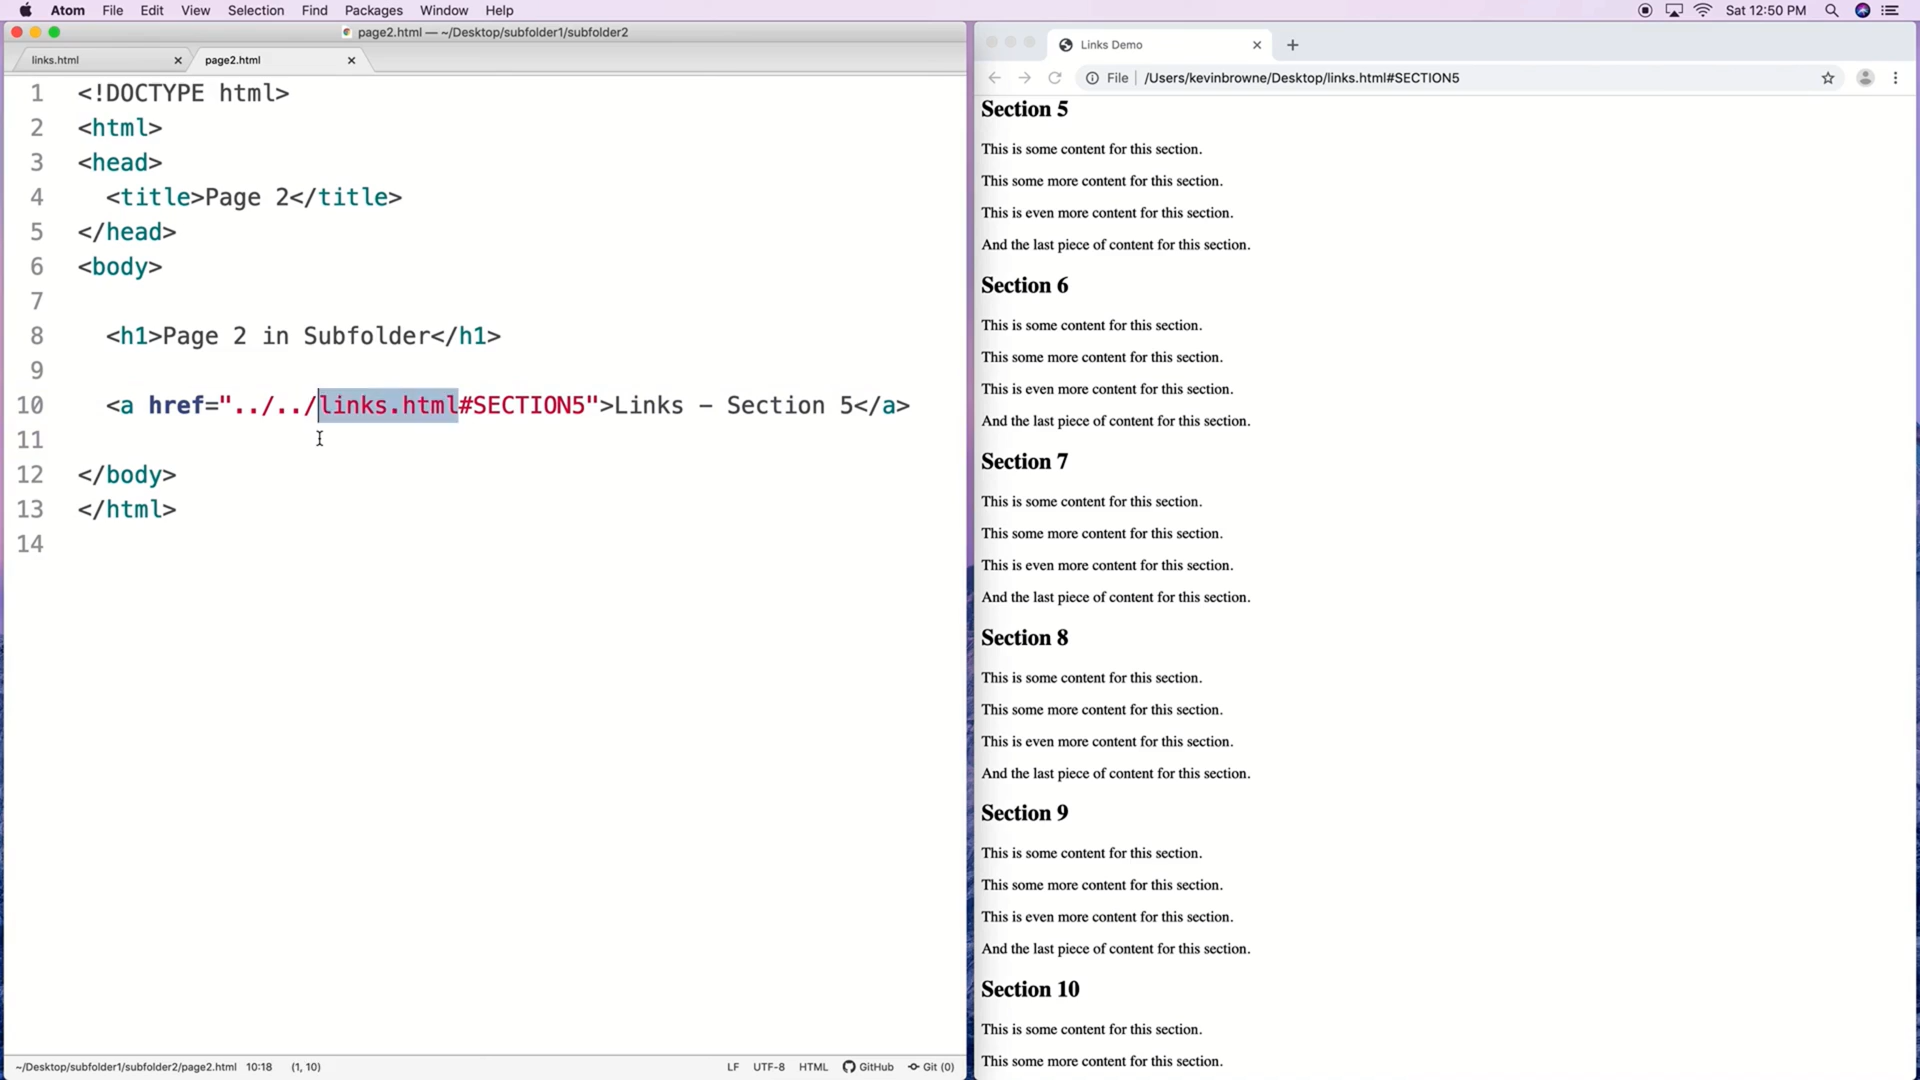 Atom File Edit View Selection Find Packages Window Help
Sat 12:50 PM
page2.html — ~/Desktop/subfolder1/subfolder2
links.html
page2.html
1 <!DOCTYPE html>
2 <html>
3 <head>
4 <title>Page 2</title>
5 </head>
6 <body>
7
8 <h1>Page 2 in Subfolder</h1>
9
10 <a href="../../links.html#SECTION5">Links – Section 5</a>
11
12 </body>
13 </html>
14
~/Desktop/subfolder1/subfolder2/page2.html 10:18 (1, 10)
LF UTF-8 HTML GitHub Git (0)
Links Demo
File /Users/kevinbrowne/Desktop/links.html#SECTION5
Section 5
This is some content for this section.
This some more content for this section.
This is even more content for this section.
And the last piece of content for this section.
Section 6
This is some content for this section.
This some more content for this section.
This is even more content for this section.
And the last piece of content for this section.
Section 7
This is some content for this section.
This some more content for this section.
This is even more content for this section.
And the last piece of content for this section.
Section 8
This is some content for this section.
This some more content for this section.
This is even more content for this section.
And the last piece of content for this section.
Section 9
This is some content for this section.
This some more content for this section.
This is even more content for this section.
And the last piece of content for this section.
Section 10
This is some content for this section.
This some more content for this section.